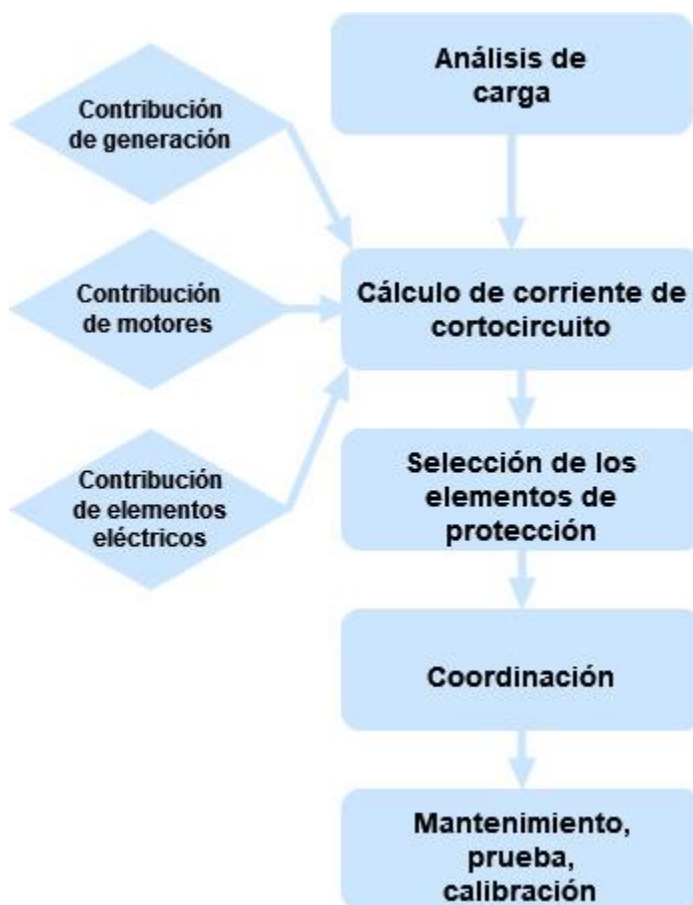 Análisis de
carga
Contribución
de generación
Contribución
de motores
Cálculo de corriente de
cortocircuito
Contribución
de elementos
eléctricos
Selección de los
elementos de
protección
Coordinación
Mantenimiento,
prueba,
calibración